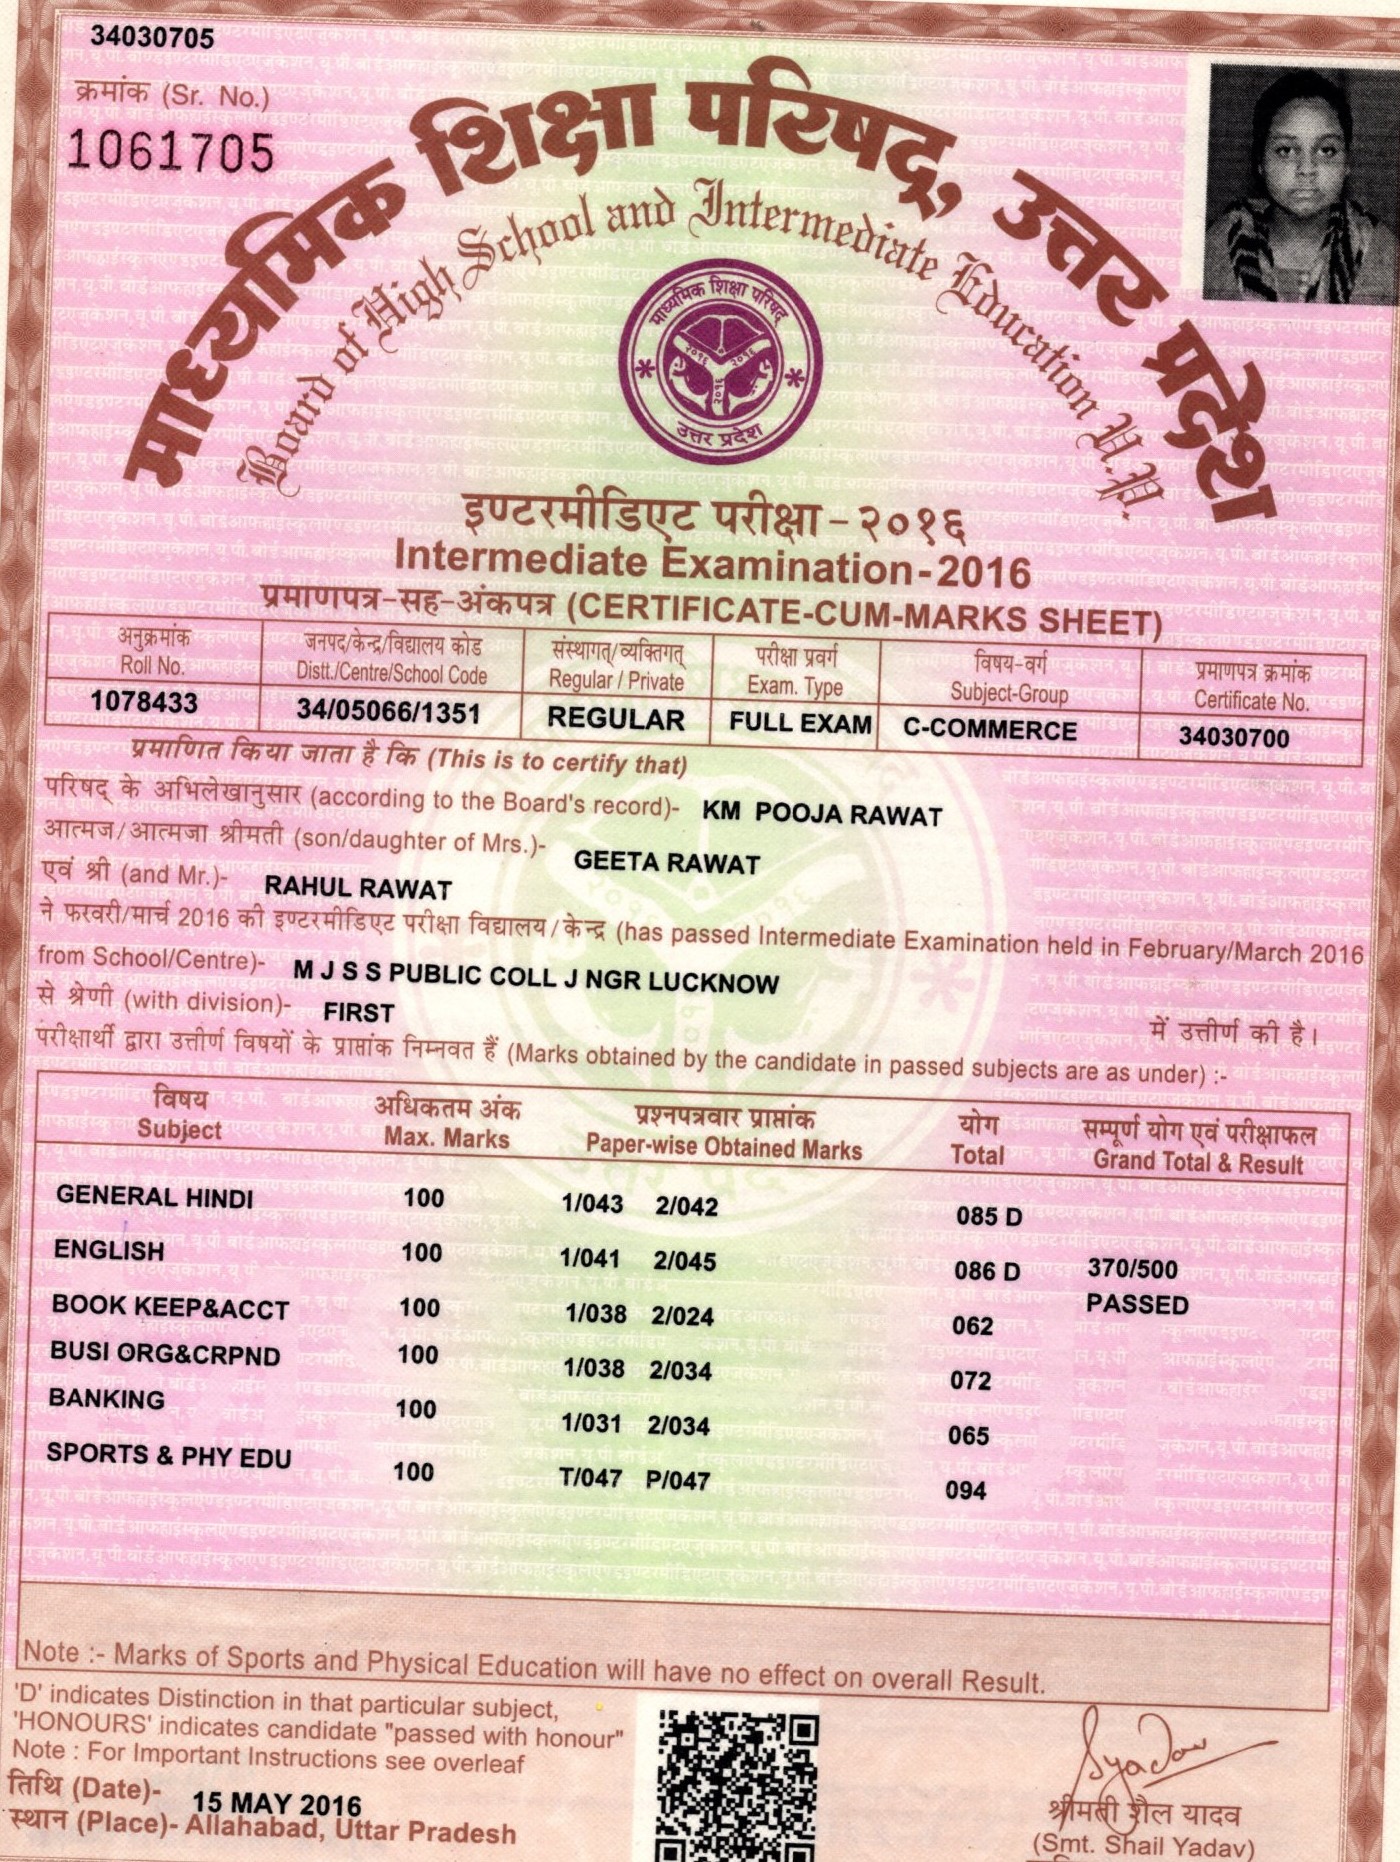 34030705
क्रमांक (Sr. No.)
1061705
माध्यमिक शिक्षा परिषद्, उत्तर प्रदेश
Board of High School and Intermediate Education U.P.
माध्यमिक शिक्षा परिषद्
२०१६ २०१६
२०१६
उत्तर प्रदेश
इण्टरमीडिएट परीक्षा - २०१६
Intermediate Examination - 2016
प्रमाणपत्र-सह-अंकपत्र (CERTIFICATE-CUM-MARKS SHEET)
अनुक्रमांक जनपद/केन्द्र/विद्यालय कोड संस्थागत्/व्यक्तिगत् परीक्षा प्रवर्ग विषय-वर्ग प्रमाणपत्र क्रमांक
Roll No. Distt./Centre/School Code Regular / Private Exam. Type Subject-Group Certificate No.
1078433 34/05066/1351 REGULAR FULL EXAM C-COMMERCE 34030700
प्रमाणित किया जाता है कि (This is to certify that)
परिषद् के अभिलेखानुसार (according to the Board's record)- KM POOJA RAWAT
आत्मज/आत्मजा श्रीमती (son/daughter of Mrs.)- GEETA RAWAT
एवं श्री (and Mr.)- RAHUL RAWAT
ने फरवरी/मार्च 2016 की इण्टरमीडिएट परीक्षा विद्यालय/केन्द्र (has passed Intermediate Examination held in February/March 2016
from School/Centre)- M J S S PUBLIC COLL J NGR LUCKNOW
से श्रेणी (with division)- FIRST में उत्तीर्ण की है।
परीक्षार्थी द्वारा उत्तीर्ण विषयों के प्राप्तांक निम्नवत हैं (Marks obtained by the candidate in passed subjects are as under) :-
विषय अधिकतम अंक प्रश्नपत्रवार प्राप्तांक योग सम्पूर्ण योग एवं परीक्षाफल
Subject Max. Marks Paper-wise Obtained Marks Total Grand Total & Result
GENERAL HINDI 100 1/043 2/042 085 D
ENGLISH 100 1/041 2/045 086 D 370/500
PASSED
BOOK KEEP&ACCT 100 1/038 2/024 062
BUSI ORG&CRPND 100 1/038 2/034 072
BANKING 100 1/031 2/034 065
SPORTS & PHY EDU 100 T/047 P/047 094
Note :- Marks of Sports and Physical Education will have no effect on overall Result.
'D' indicates Distinction in that particular subject,
'HONOURS' indicates candidate "passed with honour"
Note : For Important Instructions see overleaf
तिथि (Date)- 15 MAY 2016
स्थान (Place)- Allahabad, Uttar Pradesh
Syadav
श्रीमती शैल यादव
(Smt. Shail Yadav)